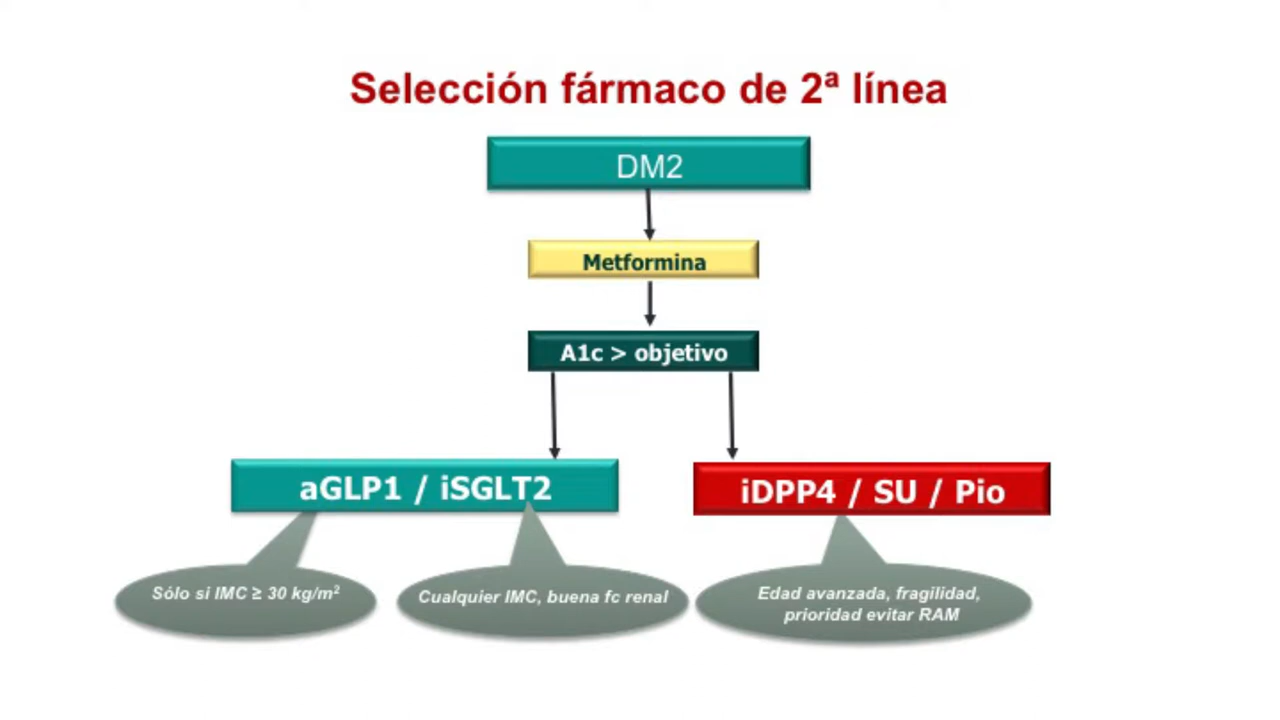 Selección fármaco de 2ª línea
DM2
Metformina
A1c > objetivo
aGLP1 / iSGLT2
iDPP4 / SU / Pio
Sólo si IMC ≥ 30 kg/m²
Cualquier IMC, buena fc renal
Edad avanzada, fragilidad,
prioridad evitar RAM